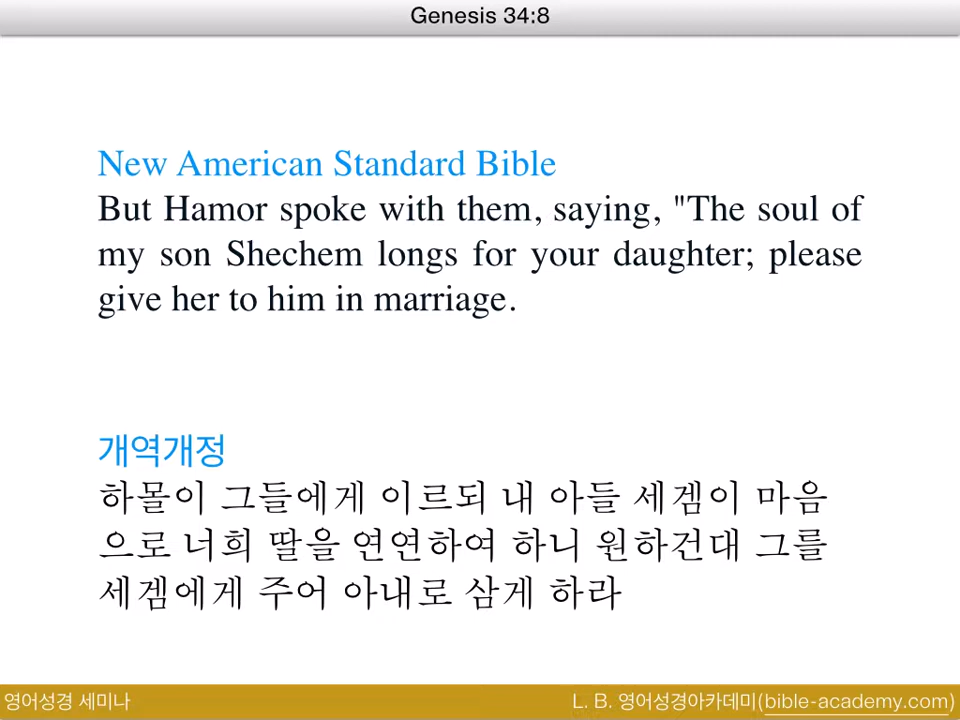 Genesis 34:8
New American Standard Bible
But Hamor spoke with them, saying, "The soul of
my son Shechem longs for your daughter; please
give her to him in marriage.
개역개정
하몰이 그들에게 이르되 내 아들 세겜이 마음
으로 너희 딸을 연연하여 하니 원하건대 그를
세겜에게 주어 아내로 삼게 하라
영어성경 세미나
L. B. 영어성경아카데미(bible-academy.com)